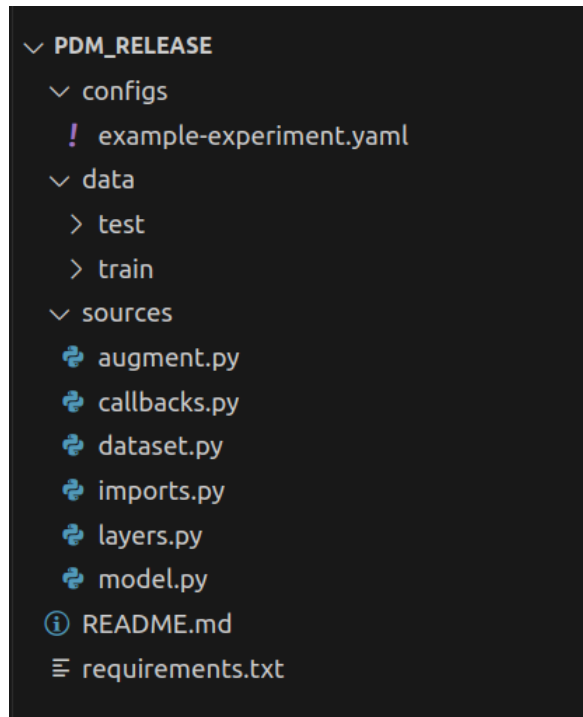 PDM_RELEASE
configs
example-experiment.yaml
data
test
train
sources
augment.py
callbacks.py
dataset.py
imports.py
layers.py
model.py
README.md
requirements.txt